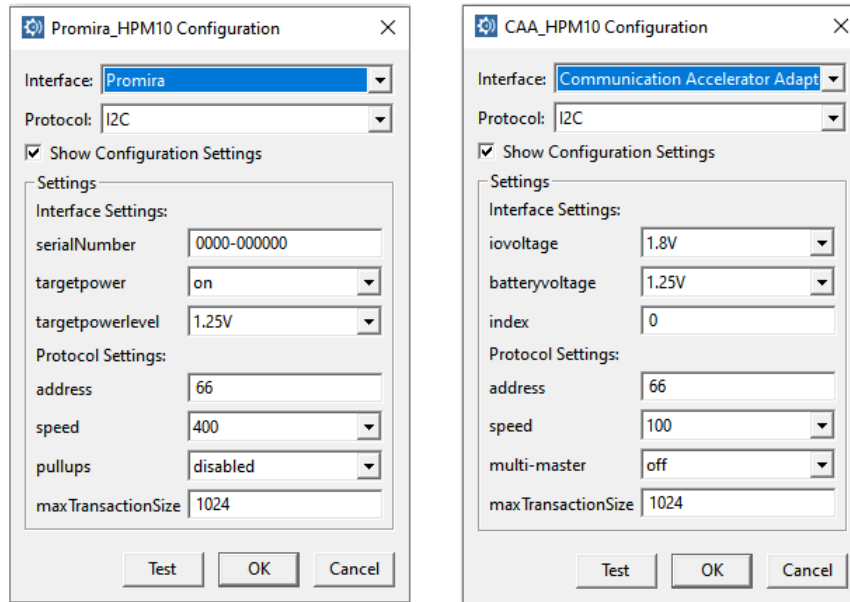 Promira_HPM10 Configuration
Interface: Promira
Protocol: I2C
Show Configuration Settings
Settings
Interface Settings:
serialNumber 0000-000000
targetpower on
targetpowerlevel 1.25V
Protocol Settings:
address 66
speed 400
pullups disabled
maxTransactionSize 1024
Test OK Cancel
CAA_HPM10 Configuration
Interface: Communication Accelerator Adapt
Protocol: I2C
Show Configuration Settings
Settings
Interface Settings:
iovoltage 1.8V
batteryvoltage 1.25V
index 0
Protocol Settings:
address 66
speed 100
multi-master off
maxTransactionSize 1024
Test OK Cancel